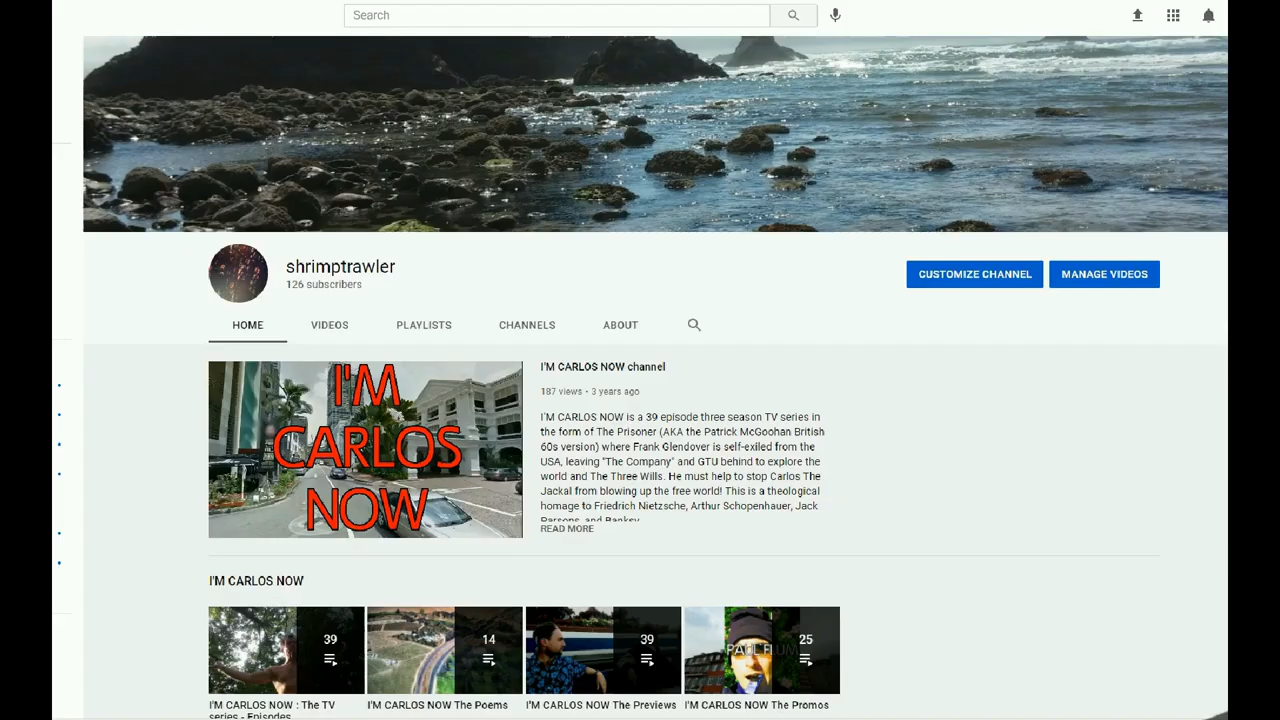 Search
shrimptrawler
126 subscribers
CUSTOMIZE CHANNEL
MANAGE VIDEOS
HOME
VIDEOS
PLAYLISTS
CHANNELS
ABOUT
I'M
CARLOS
NOW
I'M CARLOS NOW channel
187 views • 3 years ago
I'M CARLOS NOW is a 39 episode three season TV series in
the form of The Prisoner (AKA the Patrick McGoohan British
60s version) where Frank Glendover is self-exiled from the
USA, leaving "The Company" and GTU behind to explore the
world and The Three Wills. He must help to stop Carlos The
Jackal from blowing up the free world! This is a theological
homage to Friedrich Nietzsche, Arthur Schopenhauer, Jack
Parsons, and Banksy
READ MORE
I'M CARLOS NOW
39
14
39
25
I'M CARLOS NOW : The TV
series - Episodes
I'M CARLOS NOW The Poems
I'M CARLOS NOW The Previews
I'M CARLOS NOW The Promos